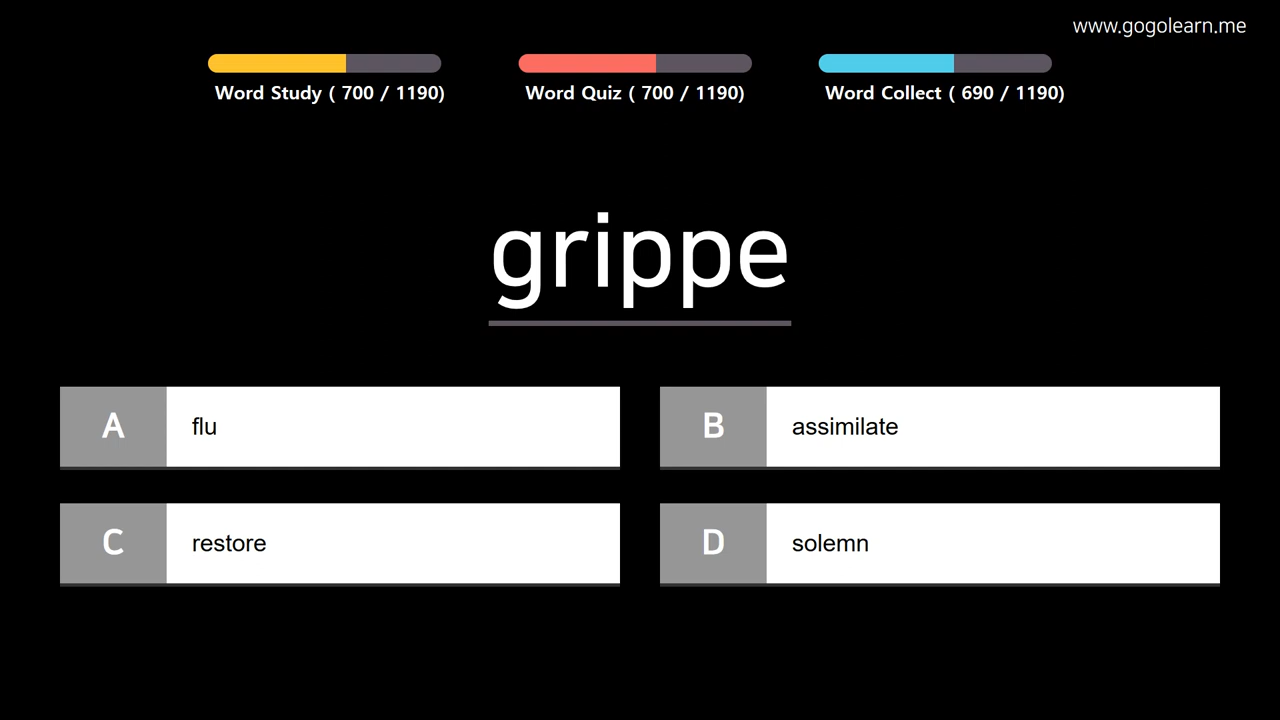 www.gogolearn.me
Word Study ( 700 / 1190)
Word Quiz ( 700 / 1190)
Word Collect ( 690 / 1190)
grippe
A flu
B assimilate
C restore
D solemn